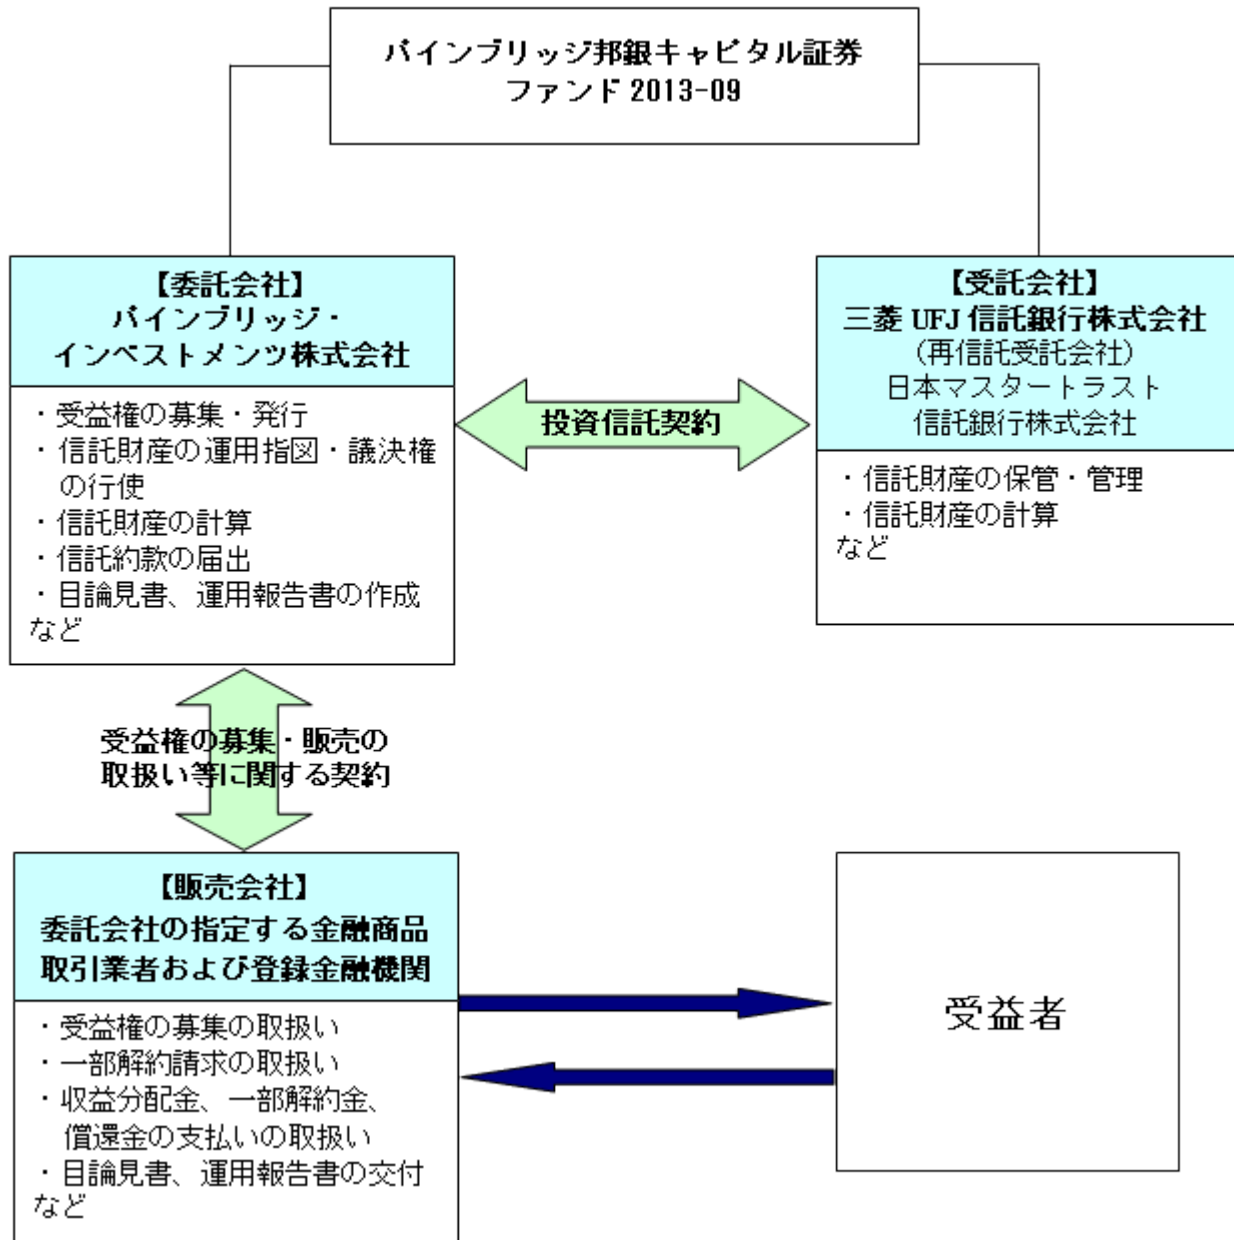 パインブリッジ邦銀キャピタル証券
ファンド 2013-09
【委託会社】
パインブリッジ・
インベストメンツ株式会社
・受益権の募集・発行
・信託財産の運用指図・議決権
の行使
・信託財産の計算
・信託約款の届出
・目論見書、運用報告書の作成
など
投資信託契約
【受託会社】
三菱 UFJ 信託銀行株式会社
（再信託受託会社）
日本マスタートラスト
信託銀行株式会社
・信託財産の保管・管理
・信託財産の計算
など
受益権の募集・販売の
取扱い等に関する契約
【販売会社】
委託会社の指定する金融商品
取引業者および登録金融機関
・受益権の募集の取扱い
・一部解約請求の取扱い
・収益分配金、一部解約金、
償還金の支払いの取扱い
・目論見書、運用報告書の交付
など
受益者